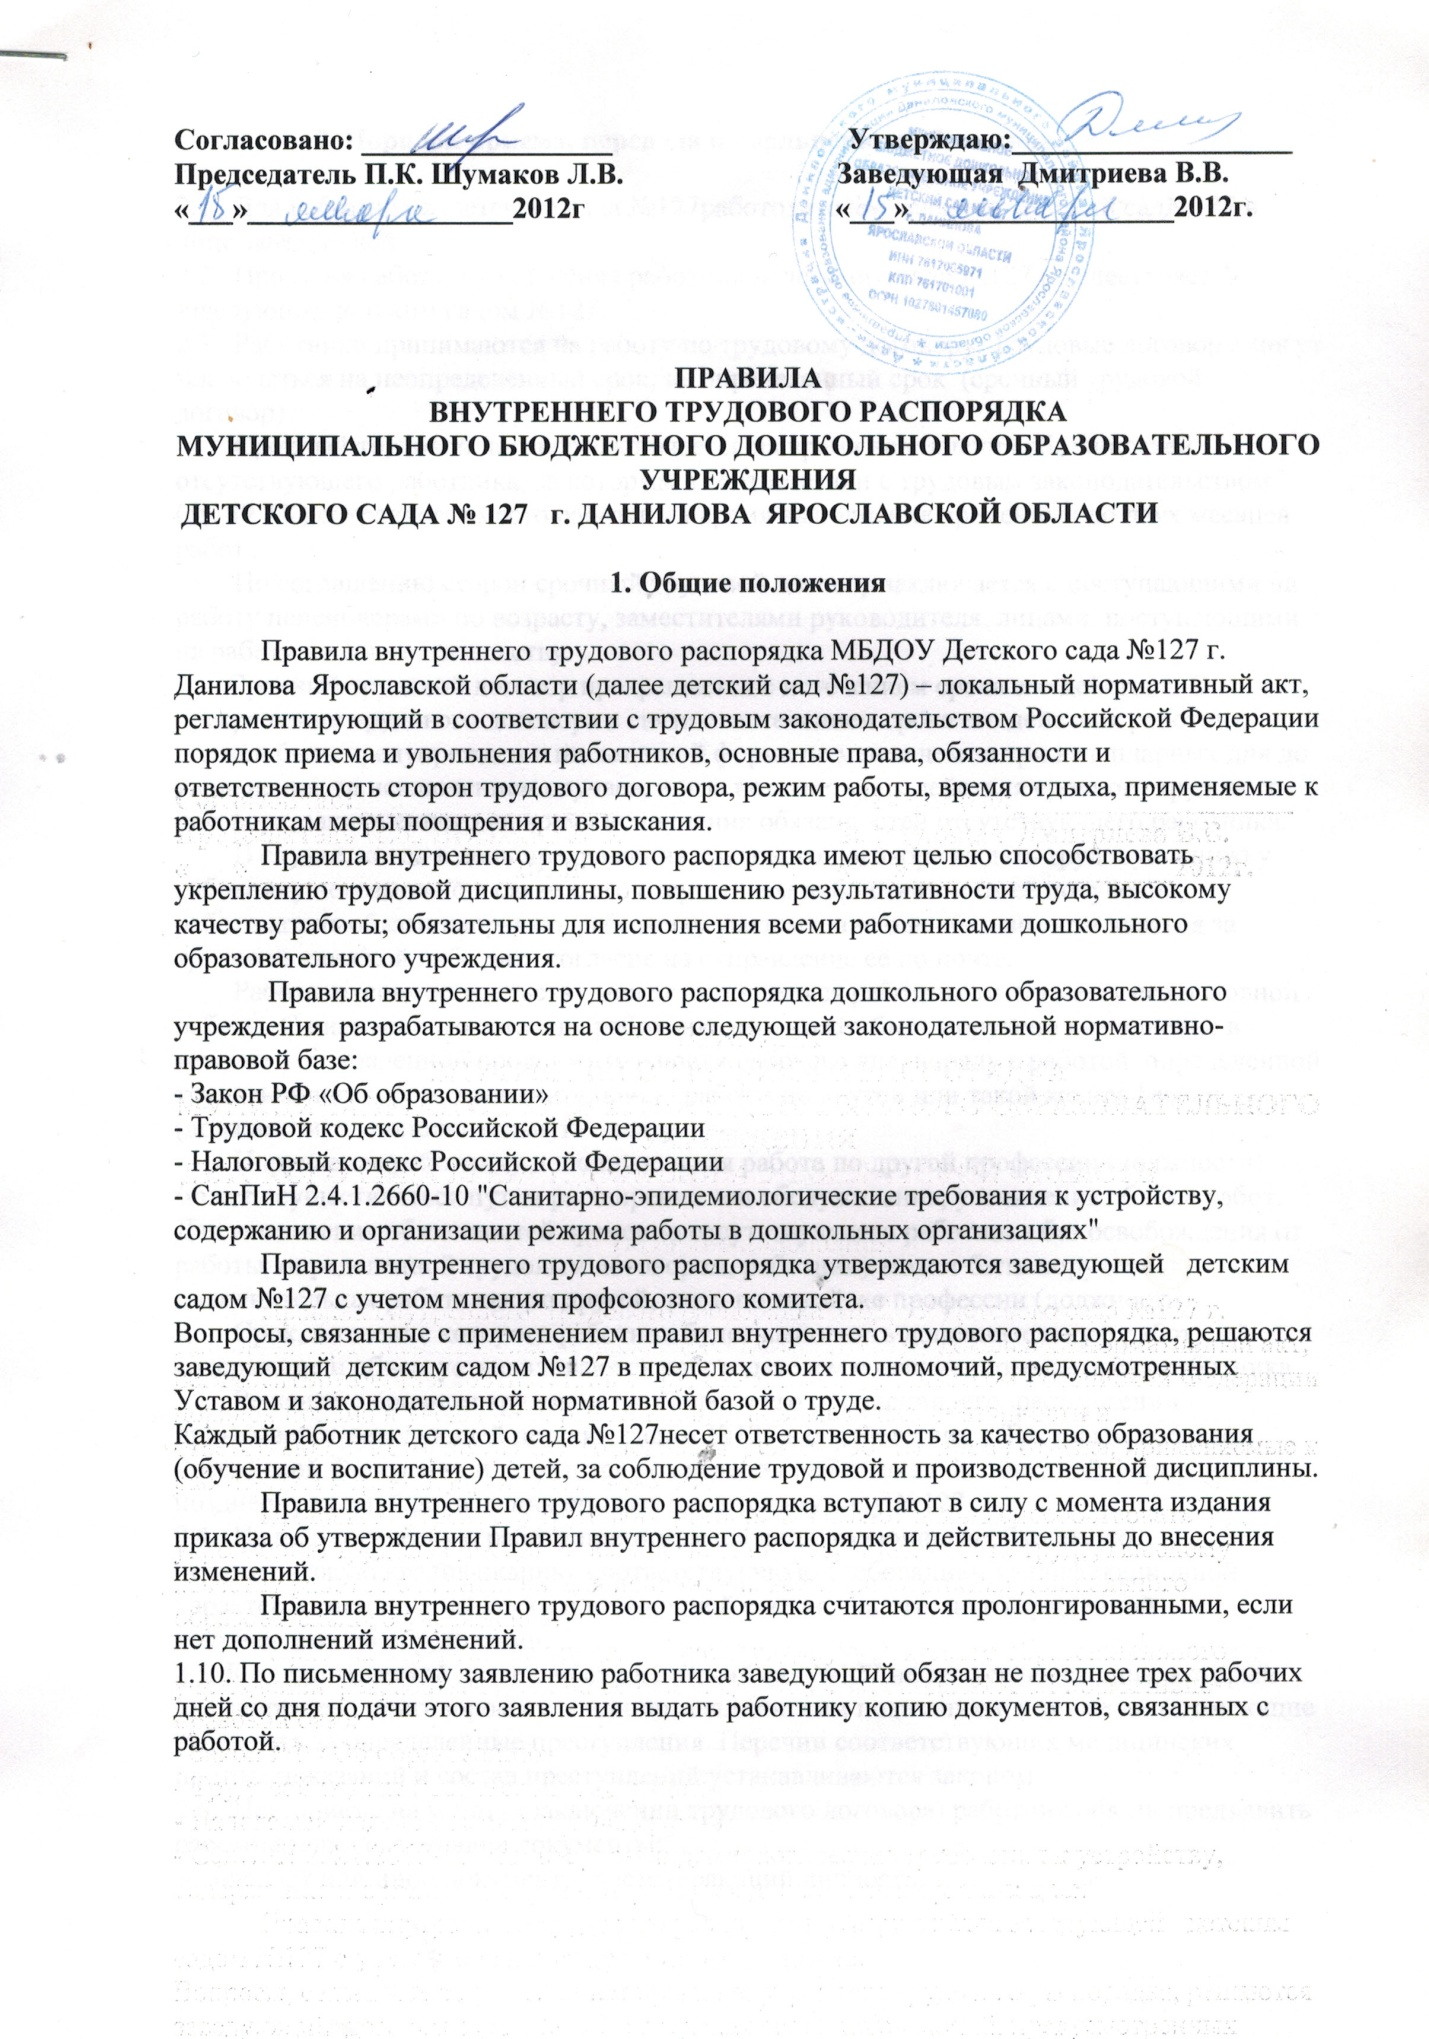 Согласовано: _________________ Утверждаю:___________________
Председатель П.К. Шумаков Л.В. Заведующая Дмитриева В.В.
«15» января 2012г «15» января 2012г.
ПРАВИЛА
ВНУТРЕННЕГО ТРУДОВОГО РАСПОРЯДКА
МУНИЦИПАЛЬНОГО БЮДЖЕТНОГО ДОШКОЛЬНОГО ОБРАЗОВАТЕЛЬНОГО
УЧРЕЖДЕНИЯ
ДЕТСКОГО САДА № 127 г. ДАНИЛОВА ЯРОСЛАВСКОЙ ОБЛАСТИ
1. Общие положения
Правила внутреннего трудового распорядка МБДОУ Детского сада №127 г.
Данилова Ярославской области (далее детский сад №127) – локальный нормативный акт,
регламентирующий в соответствии с трудовым законодательством Российской Федерации
порядок приема и увольнения работников, основные права, обязанности и
ответственность сторон трудового договора, режим работы, время отдыха, применяемые к
работникам меры поощрения и взыскания.
Правила внутреннего трудового распорядка имеют целью способствовать
укреплению трудовой дисциплины, повышению результативности труда, высокому
качеству работы; обязательны для исполнения всеми работниками дошкольного
образовательного учреждения.
Правила внутреннего трудового распорядка дошкольного образовательного
учреждения разрабатываются на основе следующей законодательной нормативно-
правовой базе:
- Закон РФ «Об образовании»
- Трудовой кодекс Российской Федерации
- Налоговый кодекс Российской Федерации
- СанПиН 2.4.1.2660-10 "Санитарно-эпидемиологические требования к устройству,
содержанию и организации режима работы в дошкольных организациях"
Правила внутреннего трудового распорядка утверждаются заведующей детским
садом №127 с учетом мнения профсоюзного комитета.
Вопросы, связанные с применением правил внутреннего трудового распорядка, решаются
заведующий детским садом №127 в пределах своих полномочий, предусмотренных
Уставом и законодательной нормативной базой о труде.
Каждый работник детского сада №127несет ответственность за качество образования
(обучение и воспитание) детей, за соблюдение трудовой и производственной дисциплины.
Правила внутреннего трудового распорядка вступают в силу с момента издания
приказа об утверждении Правил внутреннего распорядка и действительны до внесения
изменений.
Правила внутреннего трудового распорядка считаются пролонгированными, если
нет дополнений изменений.
1.10. По письменному заявлению работника заведующий обязан не позднее трех рабочих
дней со дня подачи этого заявления выдать работнику копию документов, связанных с
работой.